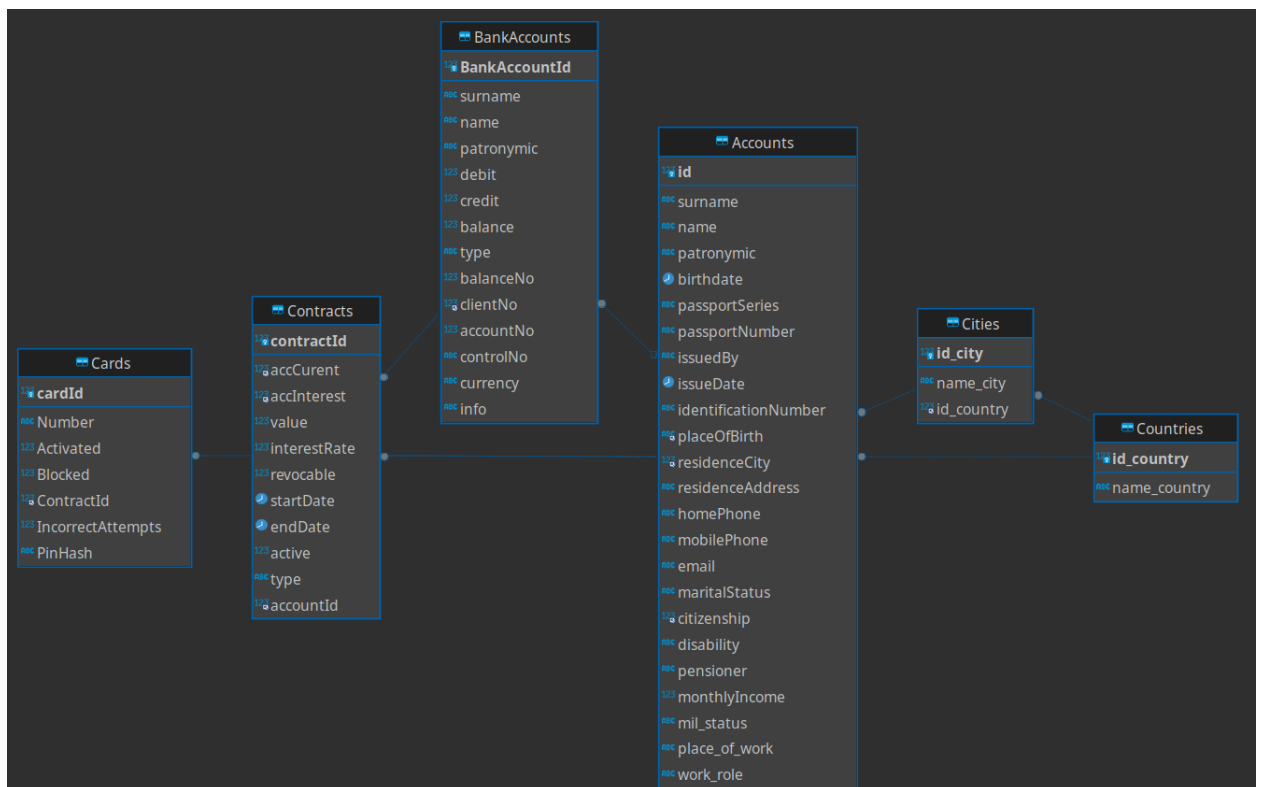 BankAccounts
BankAccountId
surname
name
patronymic
debit
credit
balance
type
balanceNo
clientNo
accountNo
controlNo
currency
info
Accounts
id
surname
name
patronymic
birthdate
passportSeries
passportNumber
issuedBy
issueDate
identificationNumber
placeOfBirth
residenceCity
residenceAddress
homePhone
mobilePhone
email
maritalStatus
citizenship
disability
pensioner
monthlyIncome
mil_status
place_of_work
work_role
Contracts
contractId
accCurent
accInterest
value
interestRate
revocable
startDate
endDate
active
type
accountId
Cards
cardId
Number
Activated
Blocked
ContractId
IncorrectAttempts
PinHash
Cities
id_city
name_city
id_country
Countries
id_country
name_country